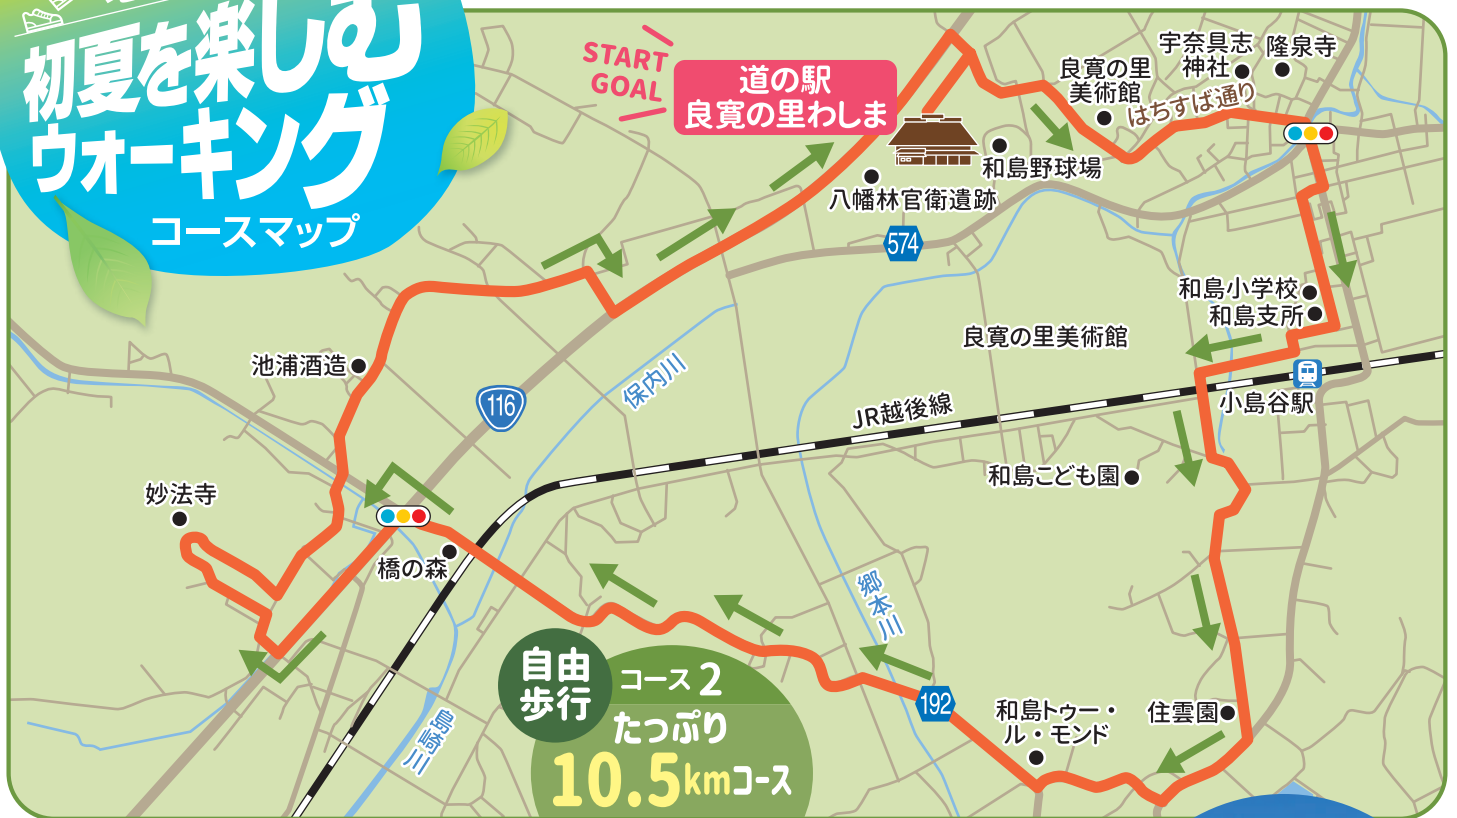 初夏を楽しむ
ウォーキング
コースマップ
START
GOAL
道の駅
良寛の里わしま
宇奈具志
神社
隆泉寺
良寛の里
美術館
はちすば通り
和島野球場
八幡林官衛遺跡
574
和島小学校
和島支所
良寛の里美術館
池浦酒造
保内川
116
JR越後線
小島谷駅
和島こども園
妙法寺
橋の森
郷本川
自由
歩行
コース2
たっぷり
10.5kmコース
192
和島トゥー・
ル・モンド
住雲園
島崎川